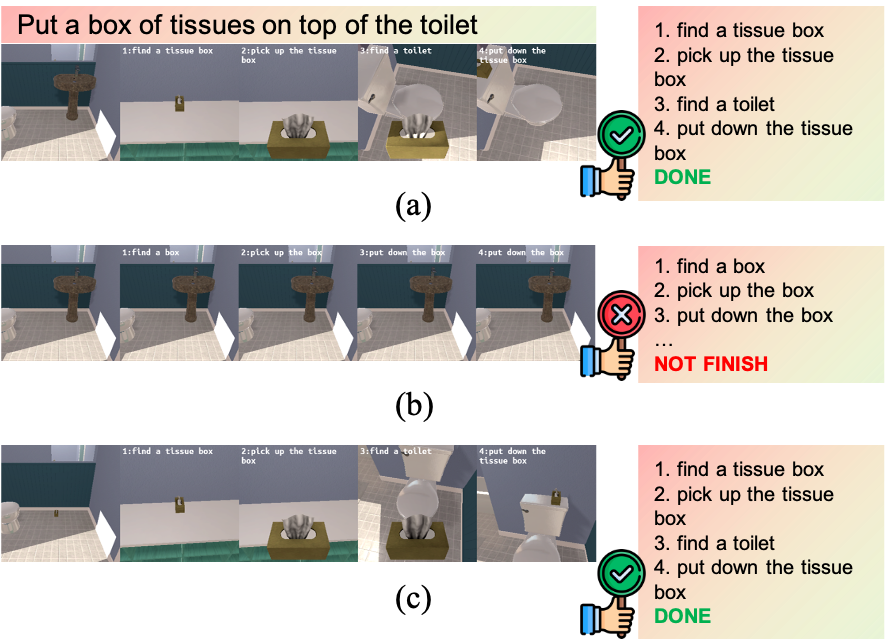 Put a box of tissues on top of the toilet
1:find a tissue box
2:pick up the tissue
box
3:find a toilet
4:put down the
tissue box
1. find a tissue box
2. pick up the tissue
box
3. find a toilet
4. put down the tissue
box
DONE
(a)
1:find a box
2:pick up the box
3:put down the box
4:put down the box
1. find a box
2. pick up the box
3. put down the box
...
NOT FINISH
(b)
1:find a tissue box
2:pick up the tissue
box
3:find a toilet
4:put down the
tissue box
1. find a tissue box
2. pick up the tissue
box
3. find a toilet
4. put down the tissue
box
DONE
(c)